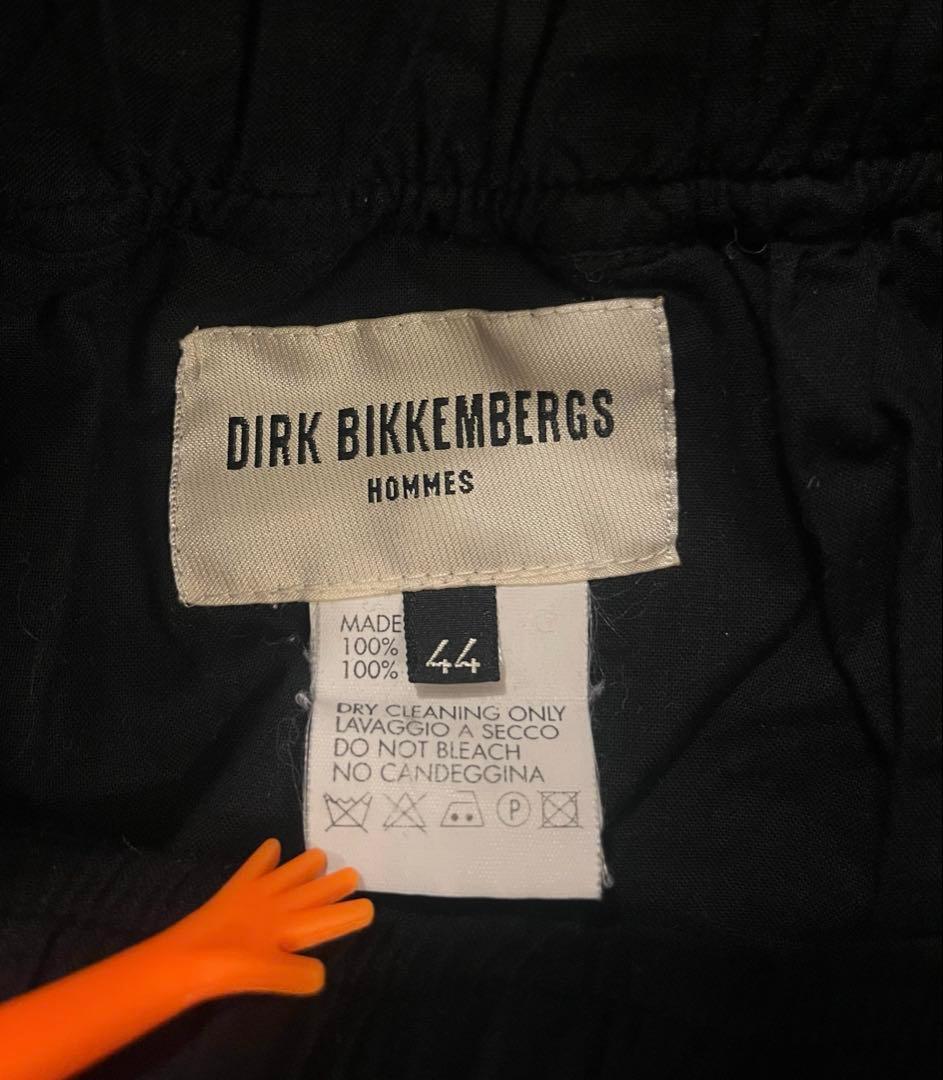 DIRK BIKKEMBERGS
HOMMES
MADE
100%
100%
44
DRY CLEANING ONLY
LAVAGGIO A SECCO
DO NOT BLEACH
NO CANDEGGINA
P